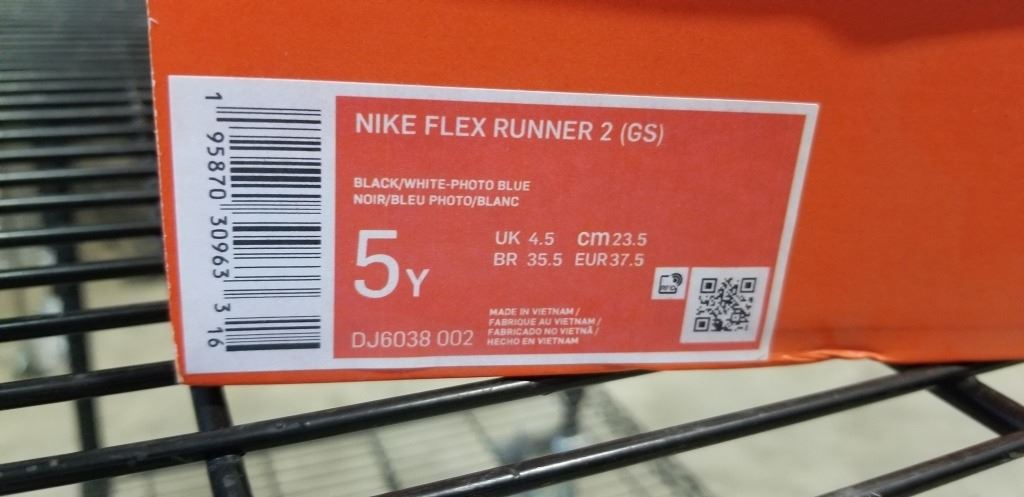 1 95870 30963 3 16
NIKE FLEX RUNNER 2 (GS)
BLACK/WHITE-PHOTO BLUE
NOIR/BLEU PHOTO/BLANC
5Y
UK 4.5 cm 23.5
BR 35.5 EUR 37.5
RFID
DJ6038 002
MADE IN VIETNAM /
FABRIQUE AU VIETNAM /
FABRICADO NO VIETNÃ /
HECHO EN VIETNAM